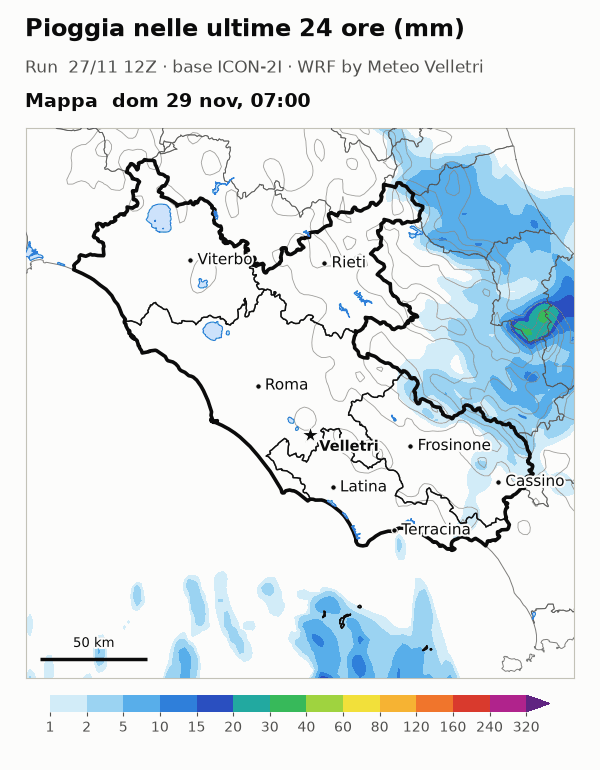 Pioggia nelle ultime 24 ore (mm)
Run 27/11 12Z · base ICON-2I · WRF by Meteo Velletri
Mappa dom 29 nov, 07:00
Viterbo
Rieti
Roma
Velletri
Frosinone
Cassino
Latina
Terracina
50 km
1 2 5 10 15 20 30 40 60 80 120 160 240 320